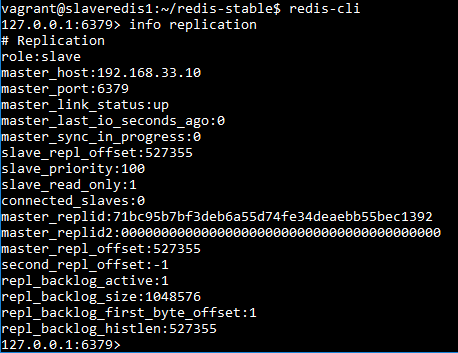 vagrant@slaveredis1:~/redis-stable$ redis-cli
127.0.0.1:6379> info replication
# Replication
role:slave
master_host:192.168.33.10
master_port:6379
master_link_status:up
master_last_io_seconds_ago:0
master_sync_in_progress:0
slave_repl_offset:527355
slave_priority:100
slave_read_only:1
connected_slaves:0
master_replid:71bc95b7bf3deb6a55d74fe34deaebb55bec1392
master_replid2:0000000000000000000000000000000000000000
master_repl_offset:527355
second_repl_offset:-1
repl_backlog_active:1
repl_backlog_size:1048576
repl_backlog_first_byte_offset:1
repl_backlog_histlen:527355
127.0.0.1:6379>